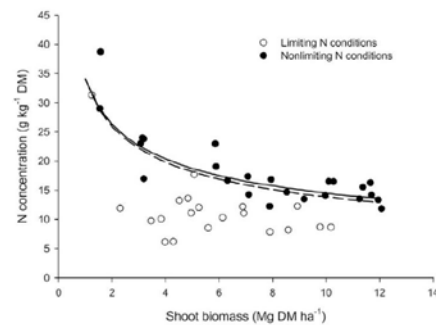 45
40
35
30
25
20
15
10
5
0
N concentration (g kg⁻¹ DM)
○ Limiting N conditions
● Nonlimiting N conditions
0 2 4 6 8 10 12 14
Shoot biomass (Mg DM ha⁻¹)